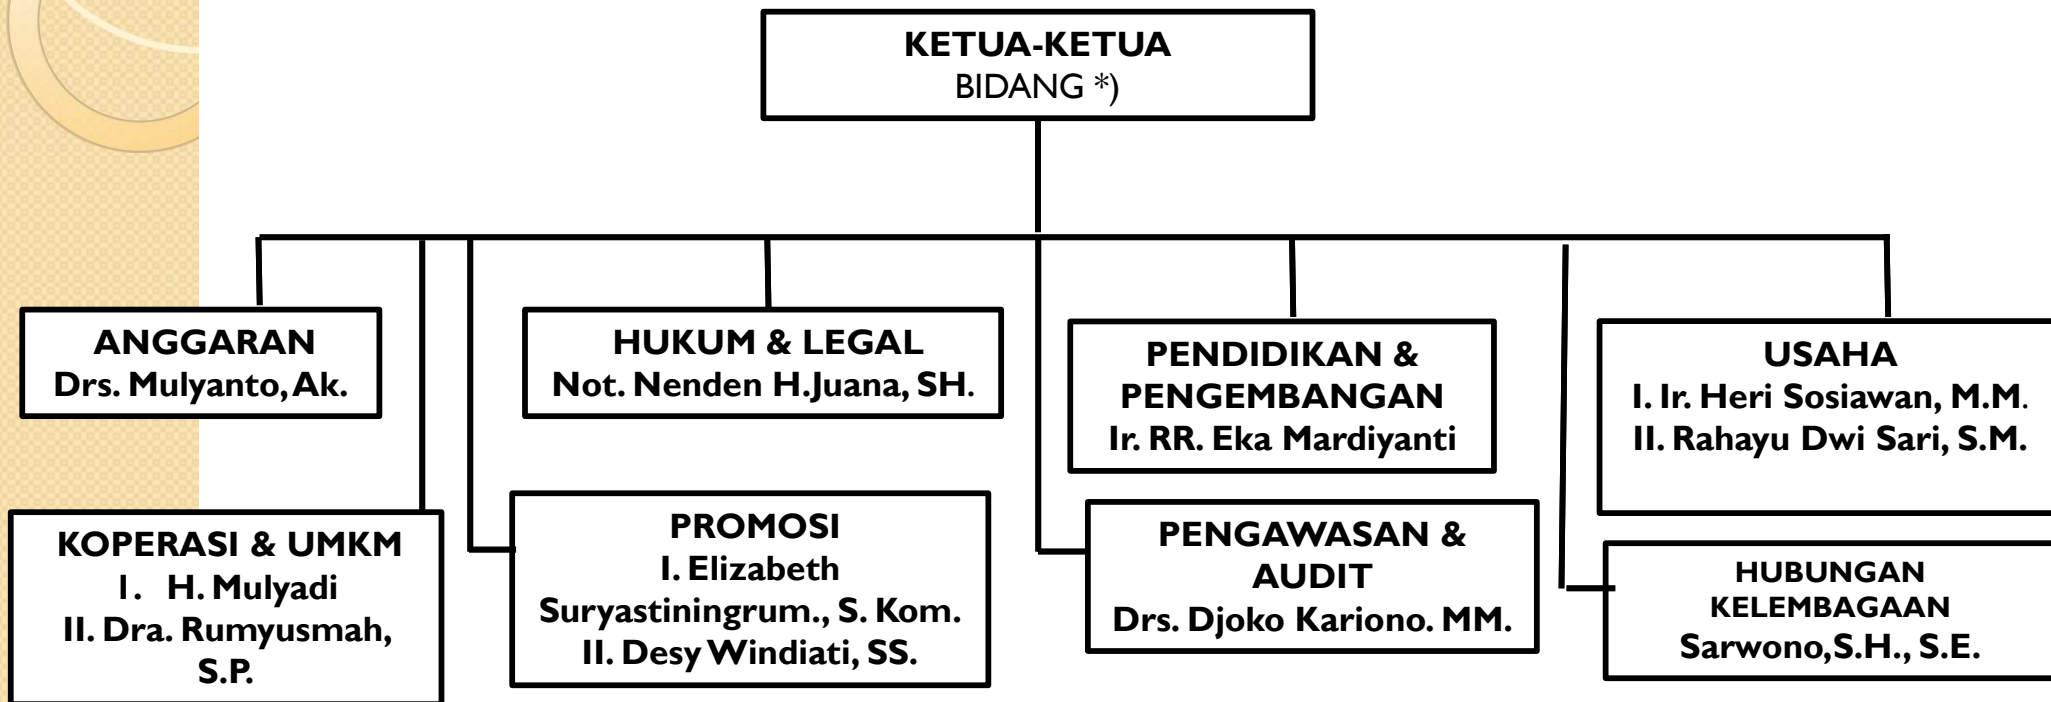 KETUA-KETUA
BIDANG *)
ANGGARAN
Drs. Mulyanto, Ak.
HUKUM & LEGAL
Not. Nenden H.Juana, SH.
PENDIDIKAN &
PENGEMBANGAN
Ir. RR. Eka Mardiyanti
USAHA
I. Ir. Heri Sosiawan, M.M.
II. Rahayu Dwi Sari, S.M.
KOPERASI & UMKM
I. H. Mulyadi
II. Dra. Rumyusmah,
S.P.
PROMOSI
I. Elizabeth
Suryastiningrum., S. Kom.
II. Desy Windiati, SS.
PENGAWASAN &
AUDIT
Drs. Djoko Kariono. MM.
HUBUNGAN
KELEMBAGAAN
Sarwono,S.H., S.E.